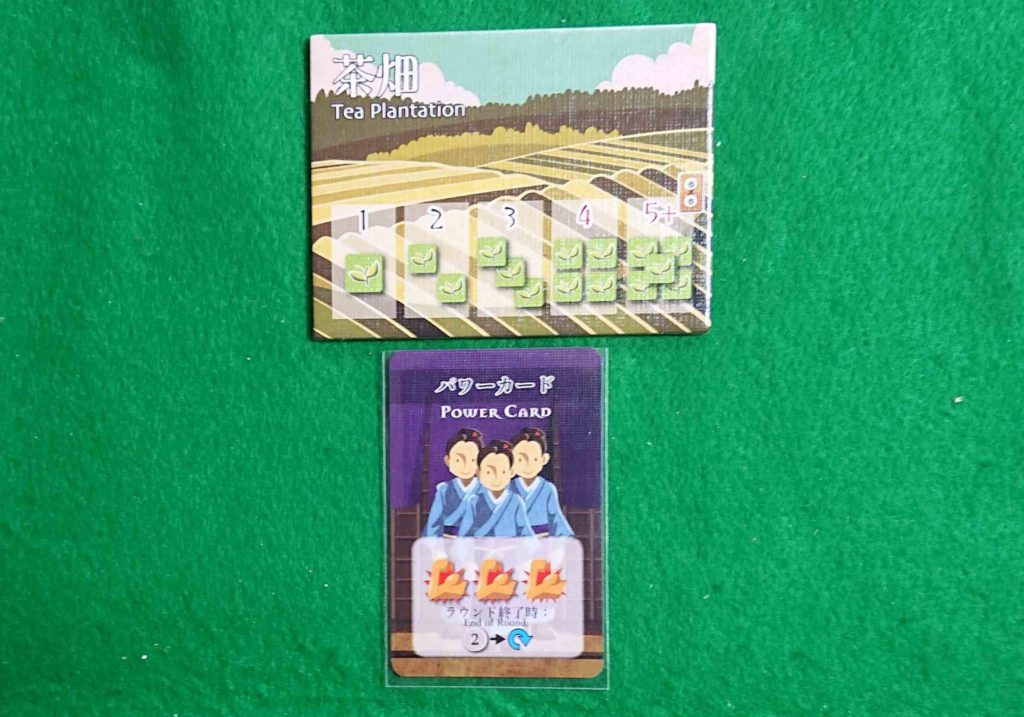 茶畑
Tea Plantation
1 2 3 4 5+
パワーカード
POWER CARD
ラウンド終了時：
End of Round:
2